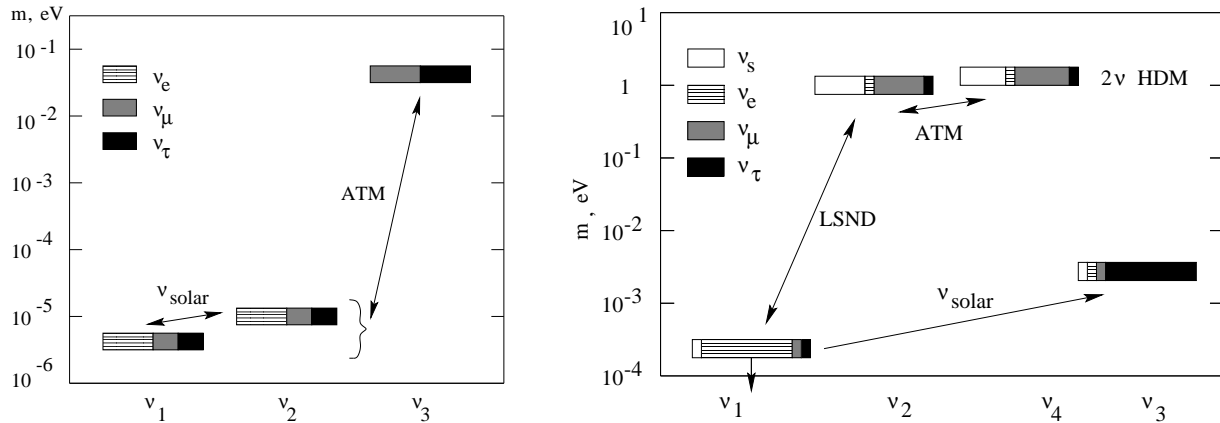 m, eV
10^-1
10^-2
10^-3
10^-4
10^-5
10^-6
ν_e
ν_μ
ν_τ
ATM
ν_solar
ν_1 ν_2 ν_3
m , eV
10^1
1
10^-1
10^-2
10^-3
10^-4
ν_s
ν_e
ν_μ
ν_τ
2ν HDM
ATM
LSND
ν_solar
ν_1 ν_2 ν_4 ν_3